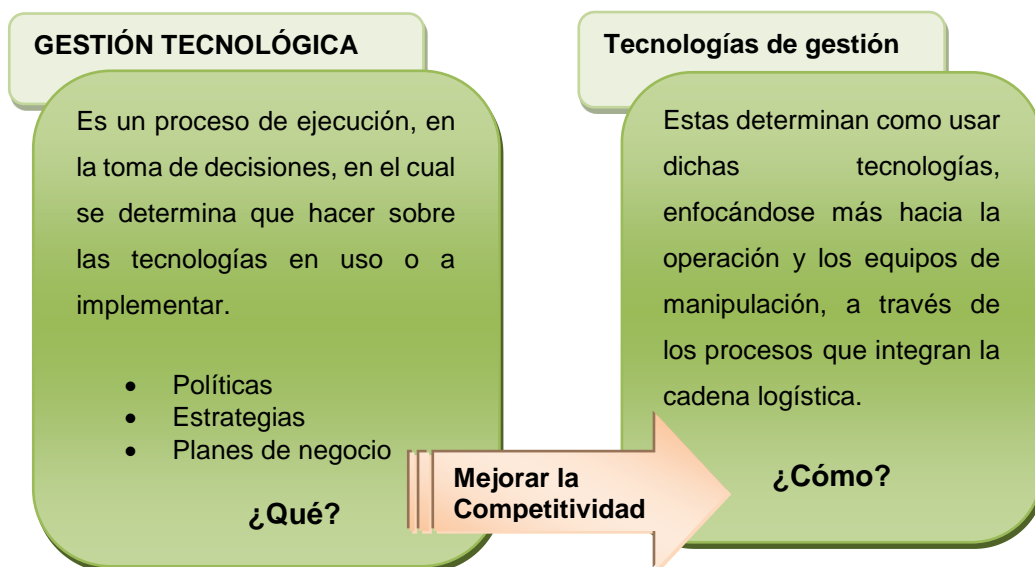 GESTIÓN TECNOLÓGICA
Es un proceso de ejecución, en
la toma de decisiones, en el cual
se determina que hacer sobre
las tecnologías en uso o a
implementar.
• Políticas
• Estrategias
• Planes de negocio
¿Qué?
Mejorar la
Competitividad
Tecnologías de gestión
Estas determinan como usar
dichas tecnologías,
enfocándose más hacia la
operación y los equipos de
manipulación, a través de
los procesos que integran la
cadena logística.
¿Cómo?